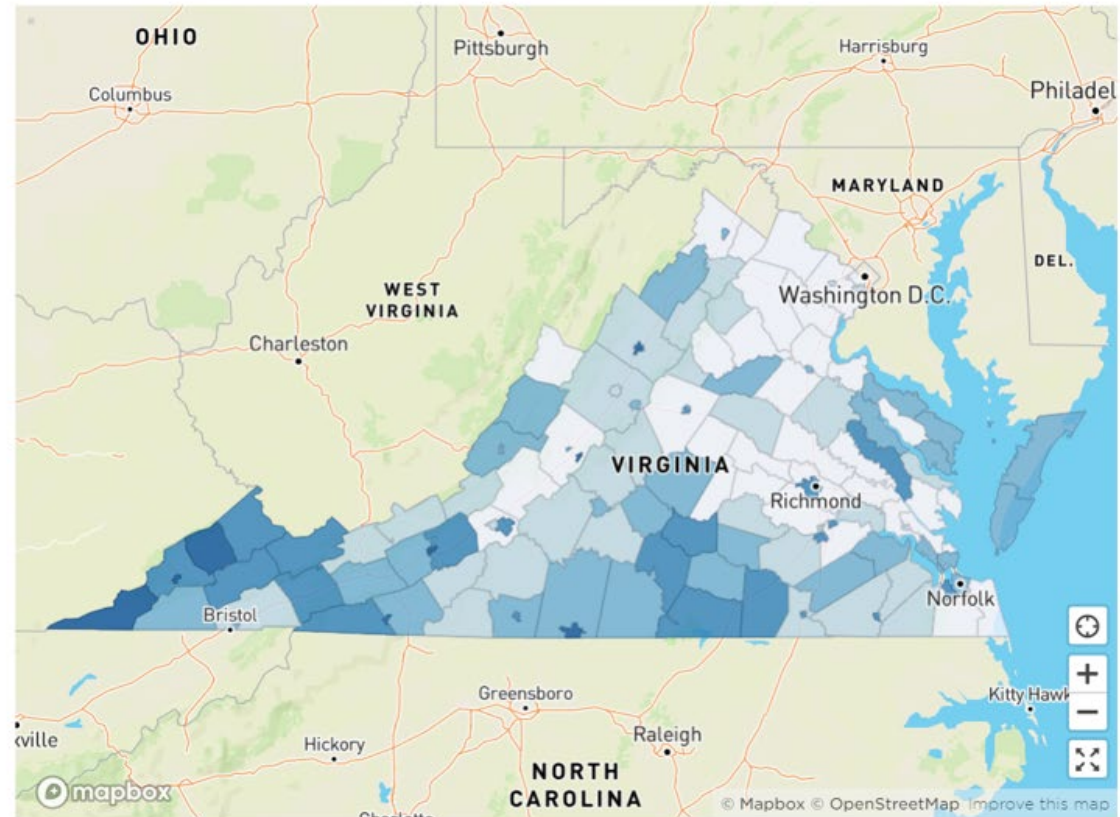 OHIO
Pittsburgh
Harrisburg
Columbus
Philadel
MARYLAND
DEL.
WEST
VIRGINIA
Washington D.C.
Charleston
VIRGINIA
Richmond
Bristol
Norfolk
Greensboro
Kitty Hawk
xville
Hickory
Raleigh
NORTH
CAROLINA
mapbox
© Mapbox © OpenStreetMap Improve this map
Charlotte